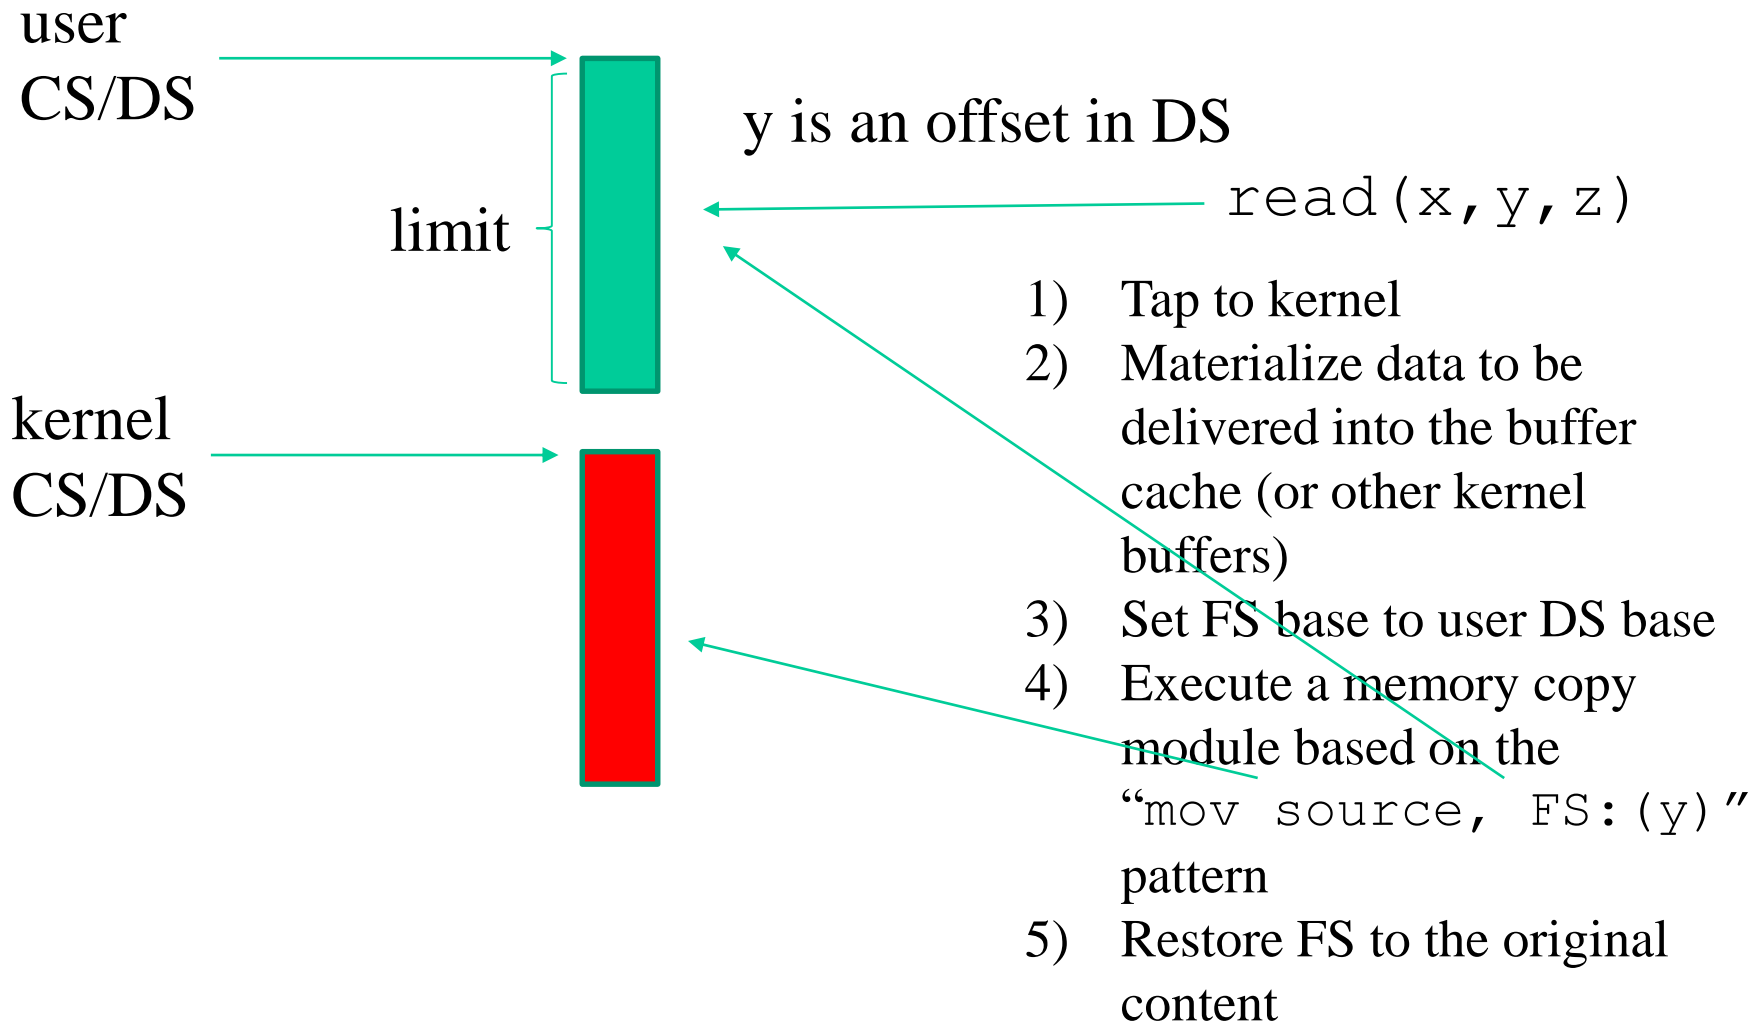 user
CS/DS
y is an offset in DS
read(x,y,z)
limit
1) Tap to kernel
2) Materialize data to be
delivered into the buffer
cache (or other kernel
buffers)
3) Set FS base to user DS base
4) Execute a memory copy
module based on the
“mov source, FS:(y)”
pattern
5) Restore FS to the original
content
kernel
CS/DS